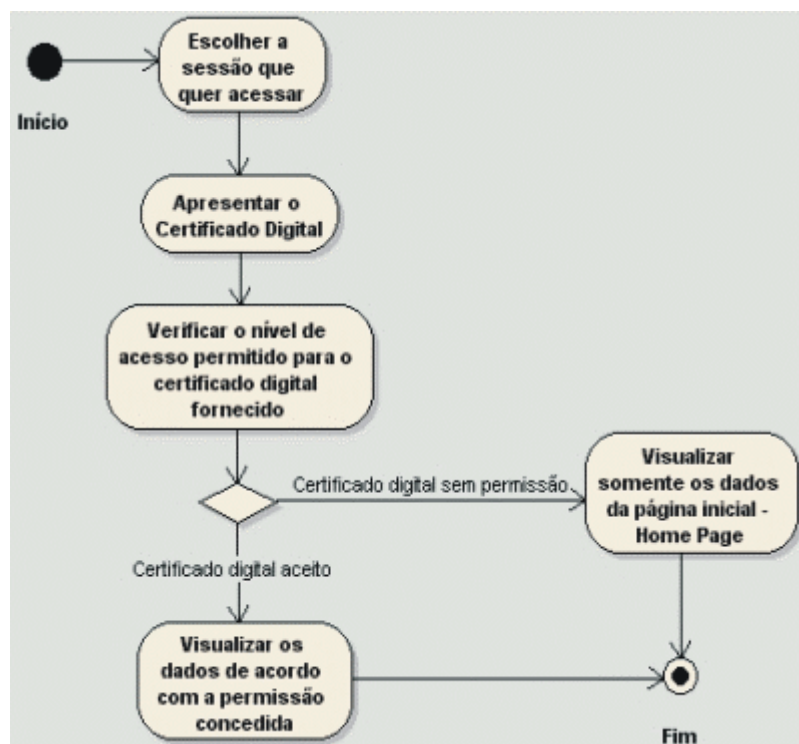 Escolher a
sessão que
quer acessar
Início
Apresentar o
Certificado Digital
Verificar o nível de
acesso permitido para o
certificado digital
fornecido
Certificado digital sem permissão
Visualizar
somente os dados
da página inicial -
Home Page
Certificado digital aceito
Visualizar os
dados de acordo
com a permissão
concedida
Fim